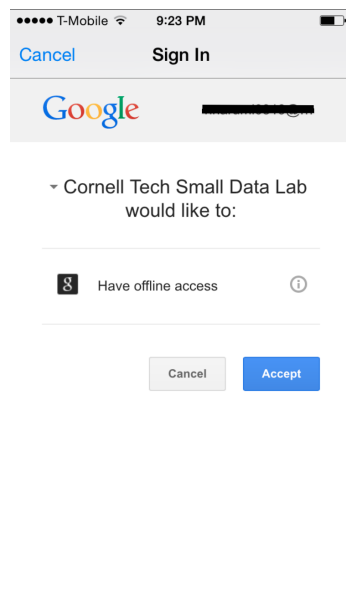 T-Mobile 9:23 PM
Cancel Sign In
Google
Cornell Tech Small Data Lab
would like to:
8 Have offline access
Cancel Accept